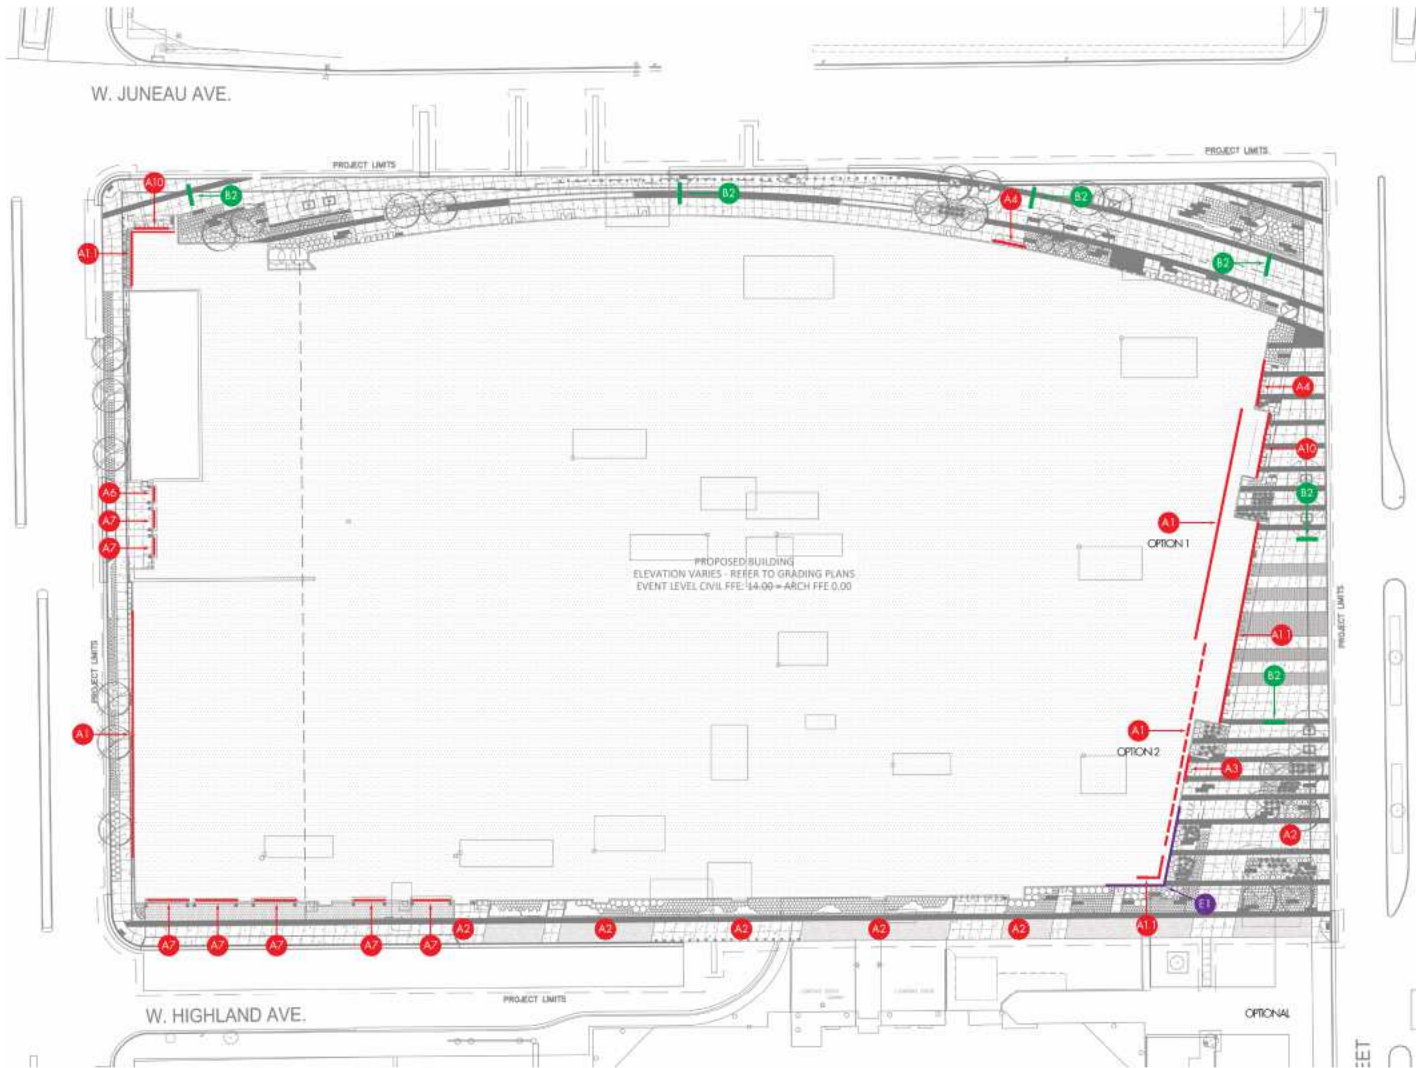 W. JUNEAU AVE.
PROJECT LIMITS
PROJECT LIMITS
A10
B2
B2
A4
B2
A1.1
B2
A4
A10
A6
B2
A7
A1
OPTION 1
A7
PROPOSED BUILDING
ELEVATION VARIES - REFER TO GRADING PLANS
EVENT LEVEL CIVIL FFE: 14.00 = ARCH FFE 0.00
PROJECT LIMITS
A1.1
PROJECT LIMITS
B2
A1
A1
OPTION 2
A3
A2
E1
A7
A7
A7
A7
A7
A2
A2
A2
A2
A2
A1.1
PROJECT LIMITS
W. HIGHLAND AVE.
OPTIONAL
EET